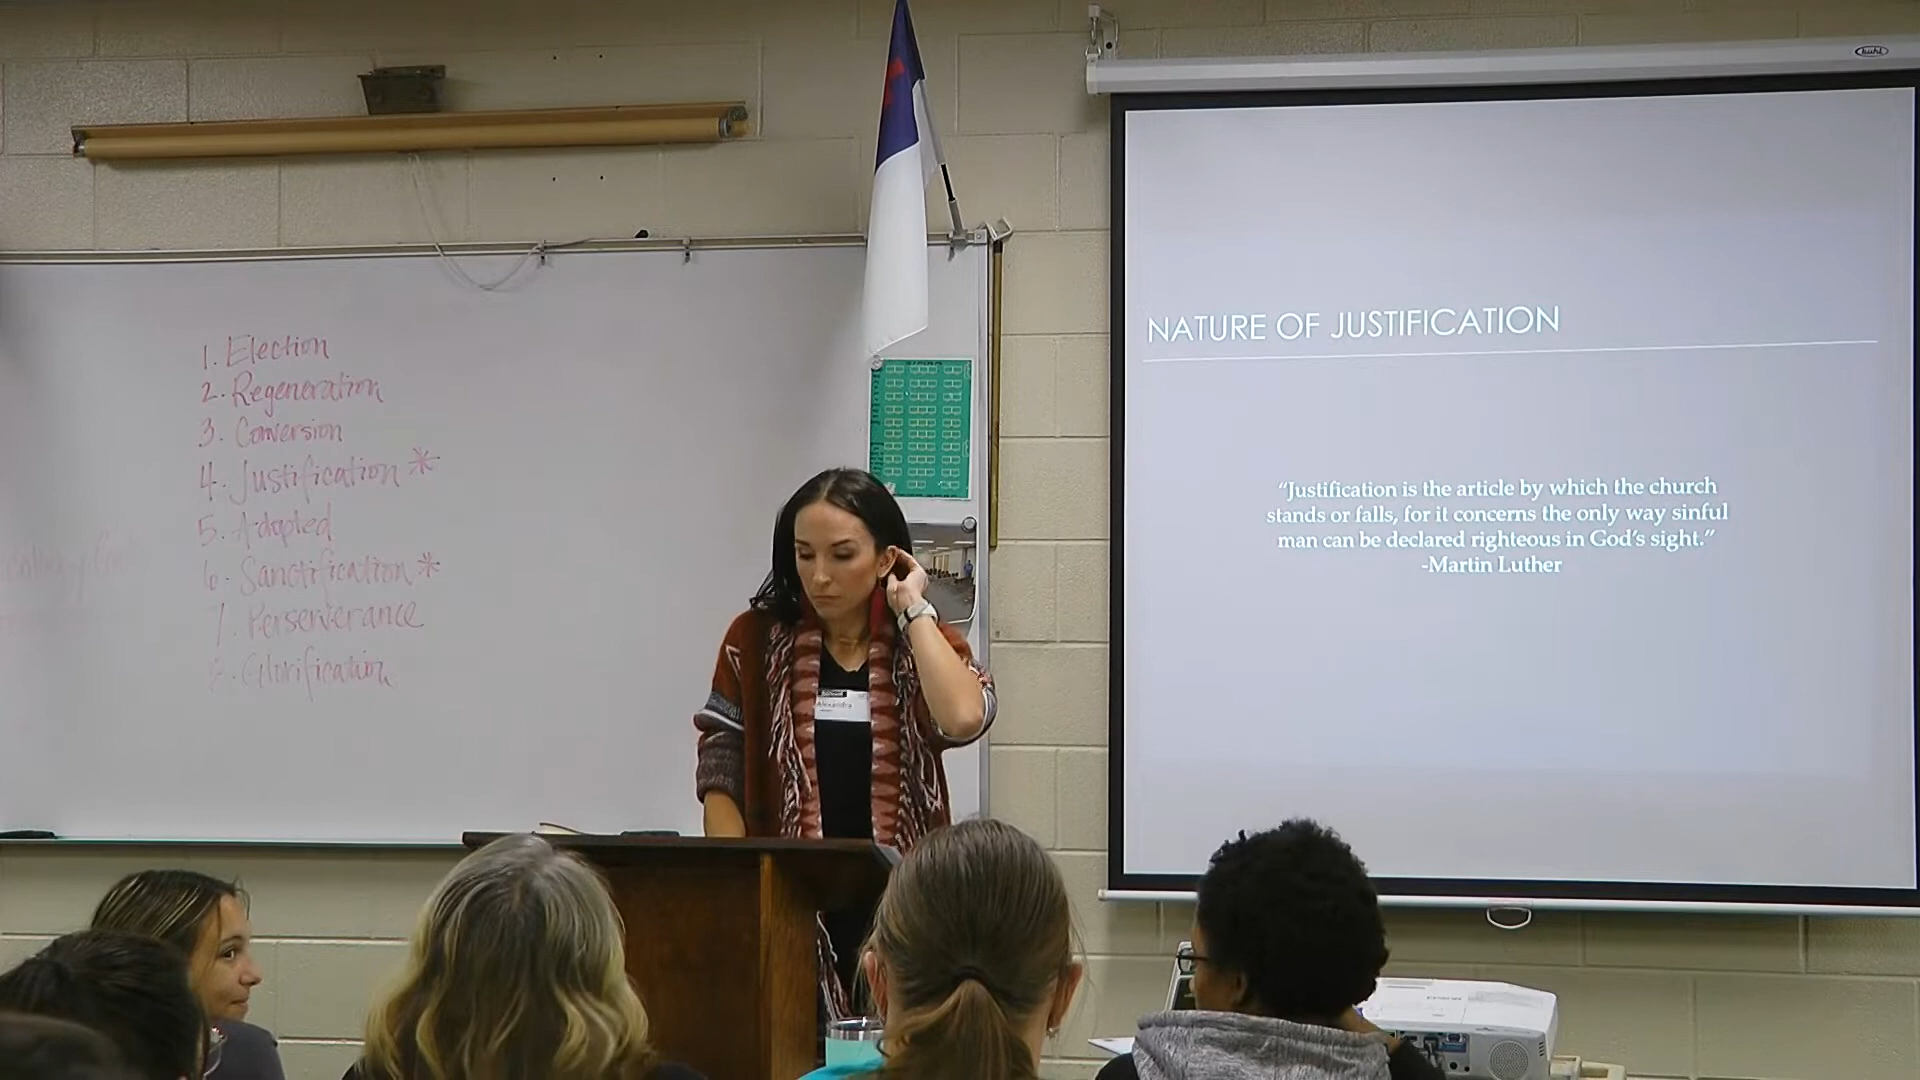 1. Election
2. Regeneration
3. Conversion
4. Justification *
5. Adopted
6. Sanctification *
7. Perserverance
8. Glorification
Alexandra
NATURE OF JUSTIFICATION
“Justification is the article by which the church
stands or falls, for it concerns the only way sinful
man can be declared righteous in God’s sight.”
-Martin Luther